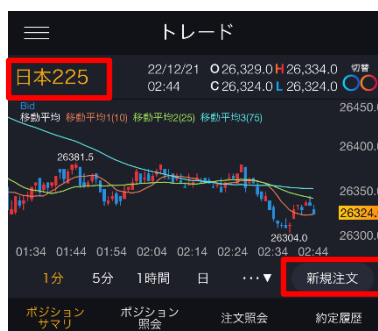 トレード
日本225
22/12/21 O 26,329.0 H 26,334.0 切替
02:44 C 26,324.0 L 26,324.0
Bid
移動平均 移動平均1(10) 移動平均2(25) 移動平均3(75)
26450.0
26381.5
26400.0
26350.0
26324.
26304.0
26300.0
01:34 01:44 01:54 02:04 02:14 02:24 02:34 02:44
1分 5分 1時間 日 ···▼ 新規注文
ポジション
サマリ
ポジション
照会
注文照会
約定履歴